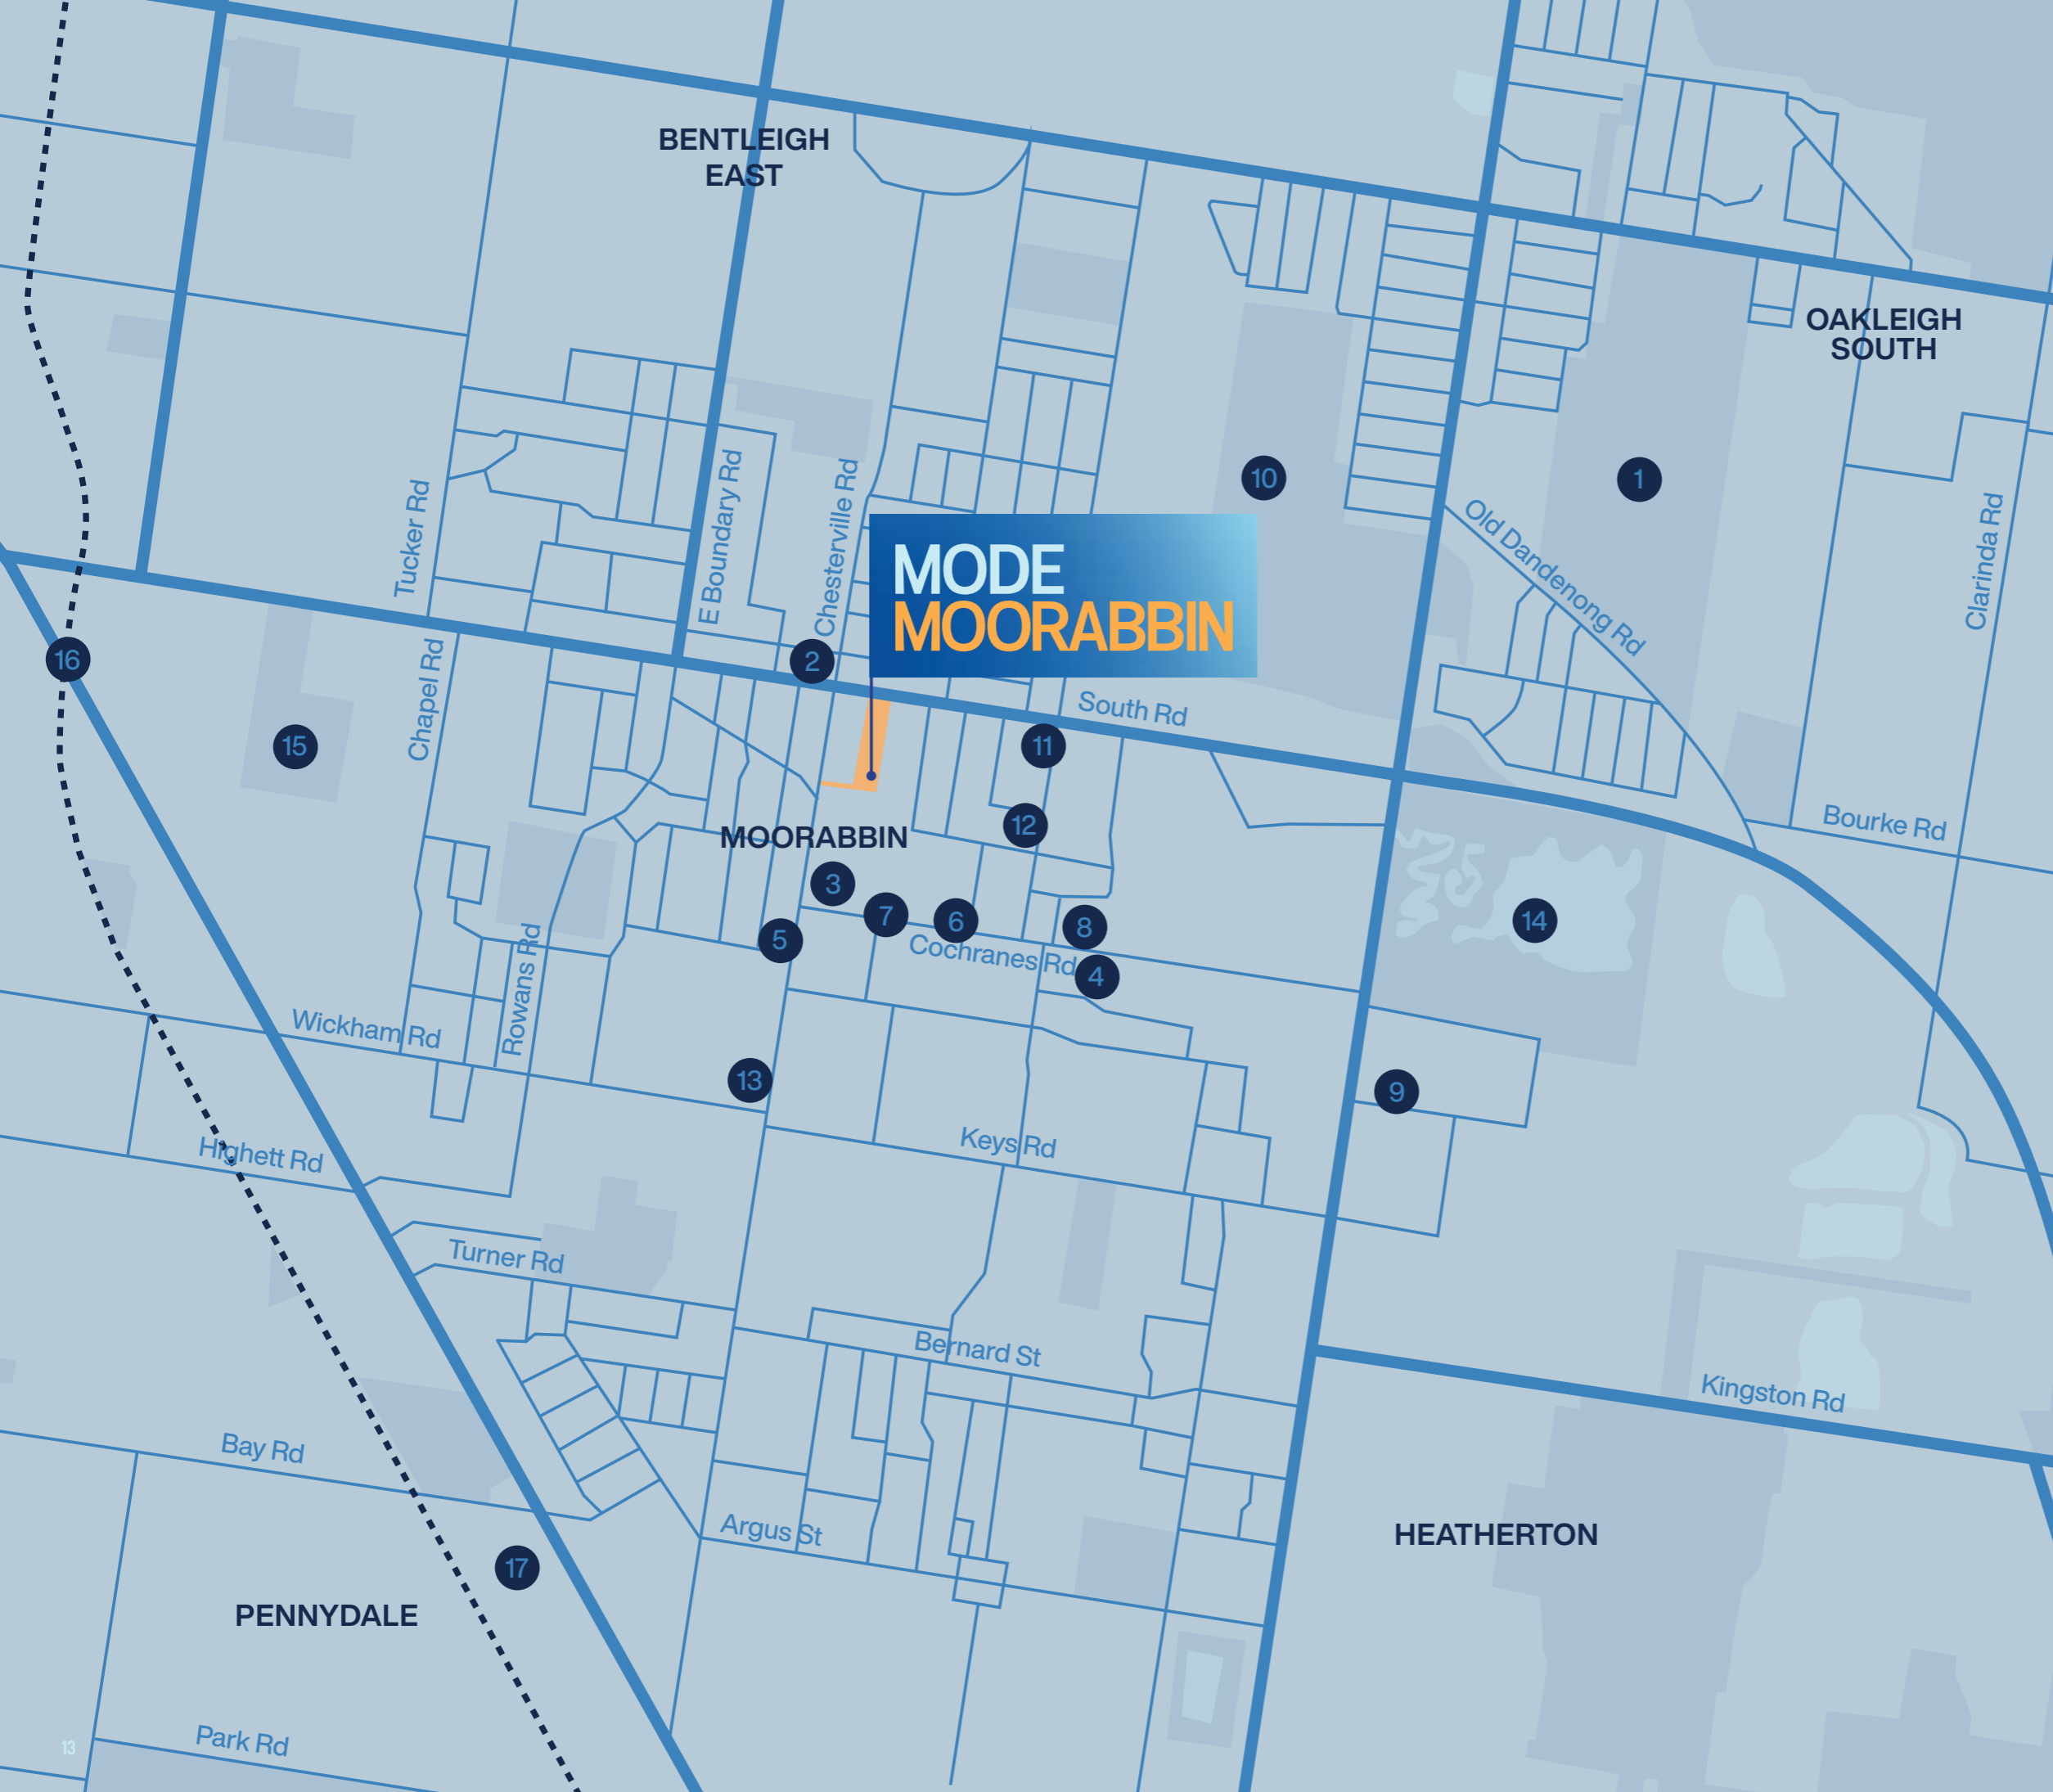 BENTLEIGH
EAST
OAKLEIGH
SOUTH
10
1
Tucker Rd
E Boundary Rd
Chesterville Rd
Old Dandenong Rd
Clarinda Rd
MODE
MOORABBIN
16
2
Chapel Rd
South Rd
15
11
12
MOORABBIN
Bourke Rd
3
7
6
8
5
14
Cochranes Rd
4
Rowans Rd
Wickham Rd
13
9
Highett Rd
Keys Rd
Turner Rd
Bernard St
Kingston Rd
Bay Rd
Argus St
HEATHERTON
17
PENNYDALE
Park Rd
13